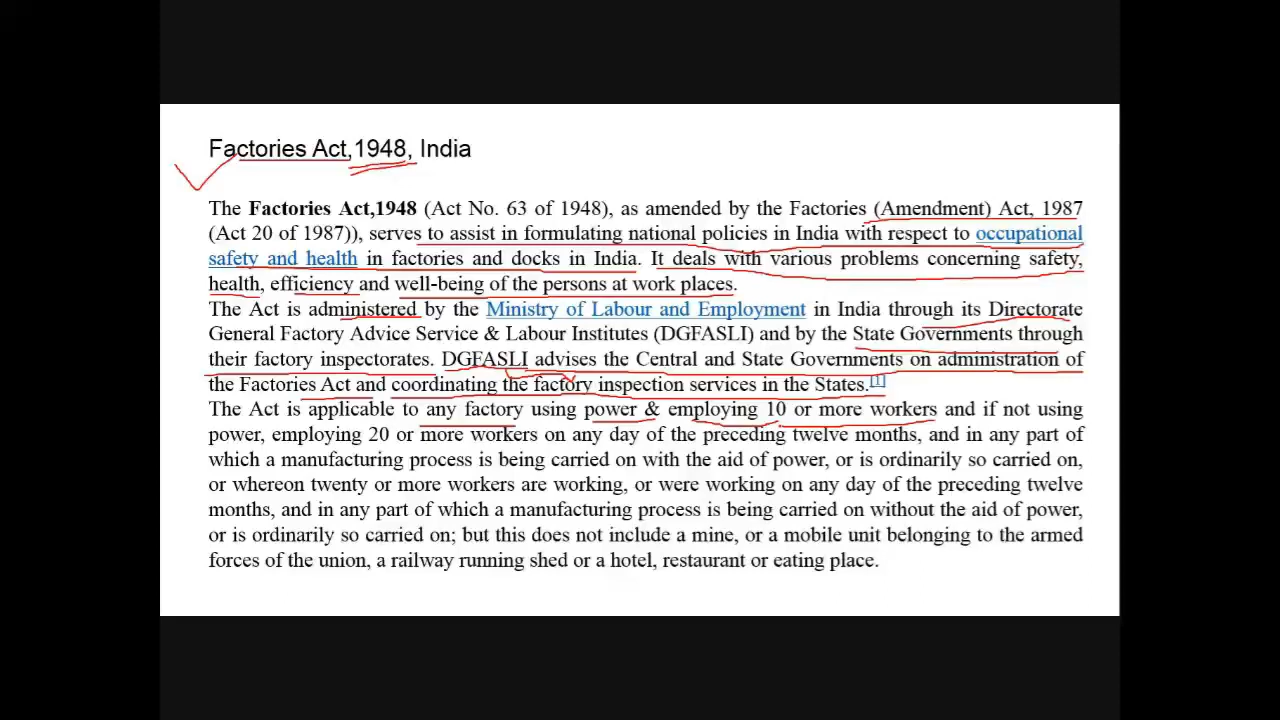 Factories Act,1948, India
The Factories Act,1948 (Act No. 63 of 1948), as amended by the Factories (Amendment) Act, 1987
(Act 20 of 1987)), serves to assist in formulating national policies in India with respect to occupational
safety and health in factories and docks in India. It deals with various problems concerning safety,
health, efficiency and well-being of the persons at work places.
The Act is administered by the Ministry of Labour and Employment in India through its Directorate
General Factory Advice Service & Labour Institutes (DGFASLI) and by the State Governments through
their factory inspectorates. DGFASLI advises the Central and State Governments on administration of
the Factories Act and coordinating the factory inspection services in the States.[1]
The Act is applicable to any factory using power & employing 10 or more workers and if not using
power, employing 20 or more workers on any day of the preceding twelve months, and in any part of
which a manufacturing process is being carried on with the aid of power, or is ordinarily so carried on,
or whereon twenty or more workers are working, or were working on any day of the preceding twelve
months, and in any part of which a manufacturing process is being carried on without the aid of power,
or is ordinarily so carried on; but this does not include a mine, or a mobile unit belonging to the armed
forces of the union, a railway running shed or a hotel, restaurant or eating place.